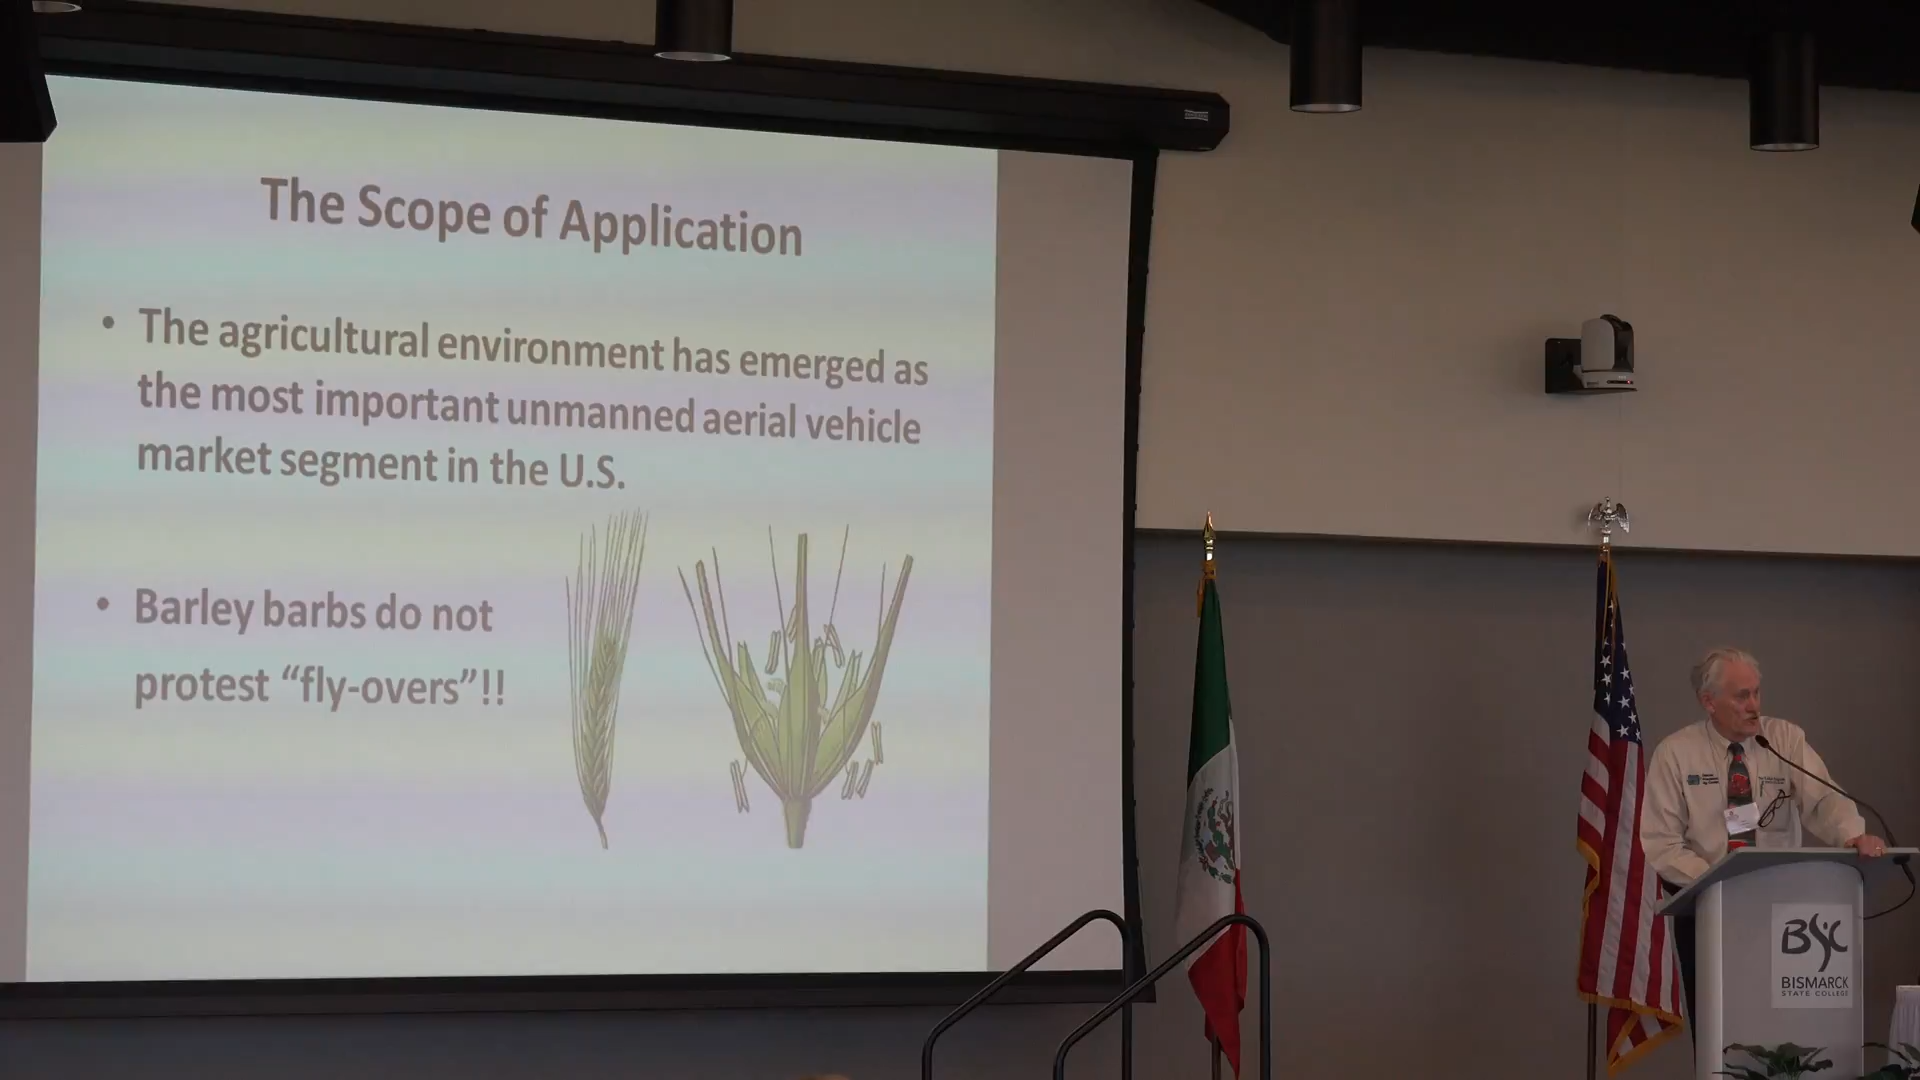 The Scope of Application
• The agricultural environment has emerged as
the most important unmanned aerial vehicle
market segment in the U.S.
• Barley barbs do not
protest “fly-overs”!!
BSC
BISMARCK
STATE COLLEGE